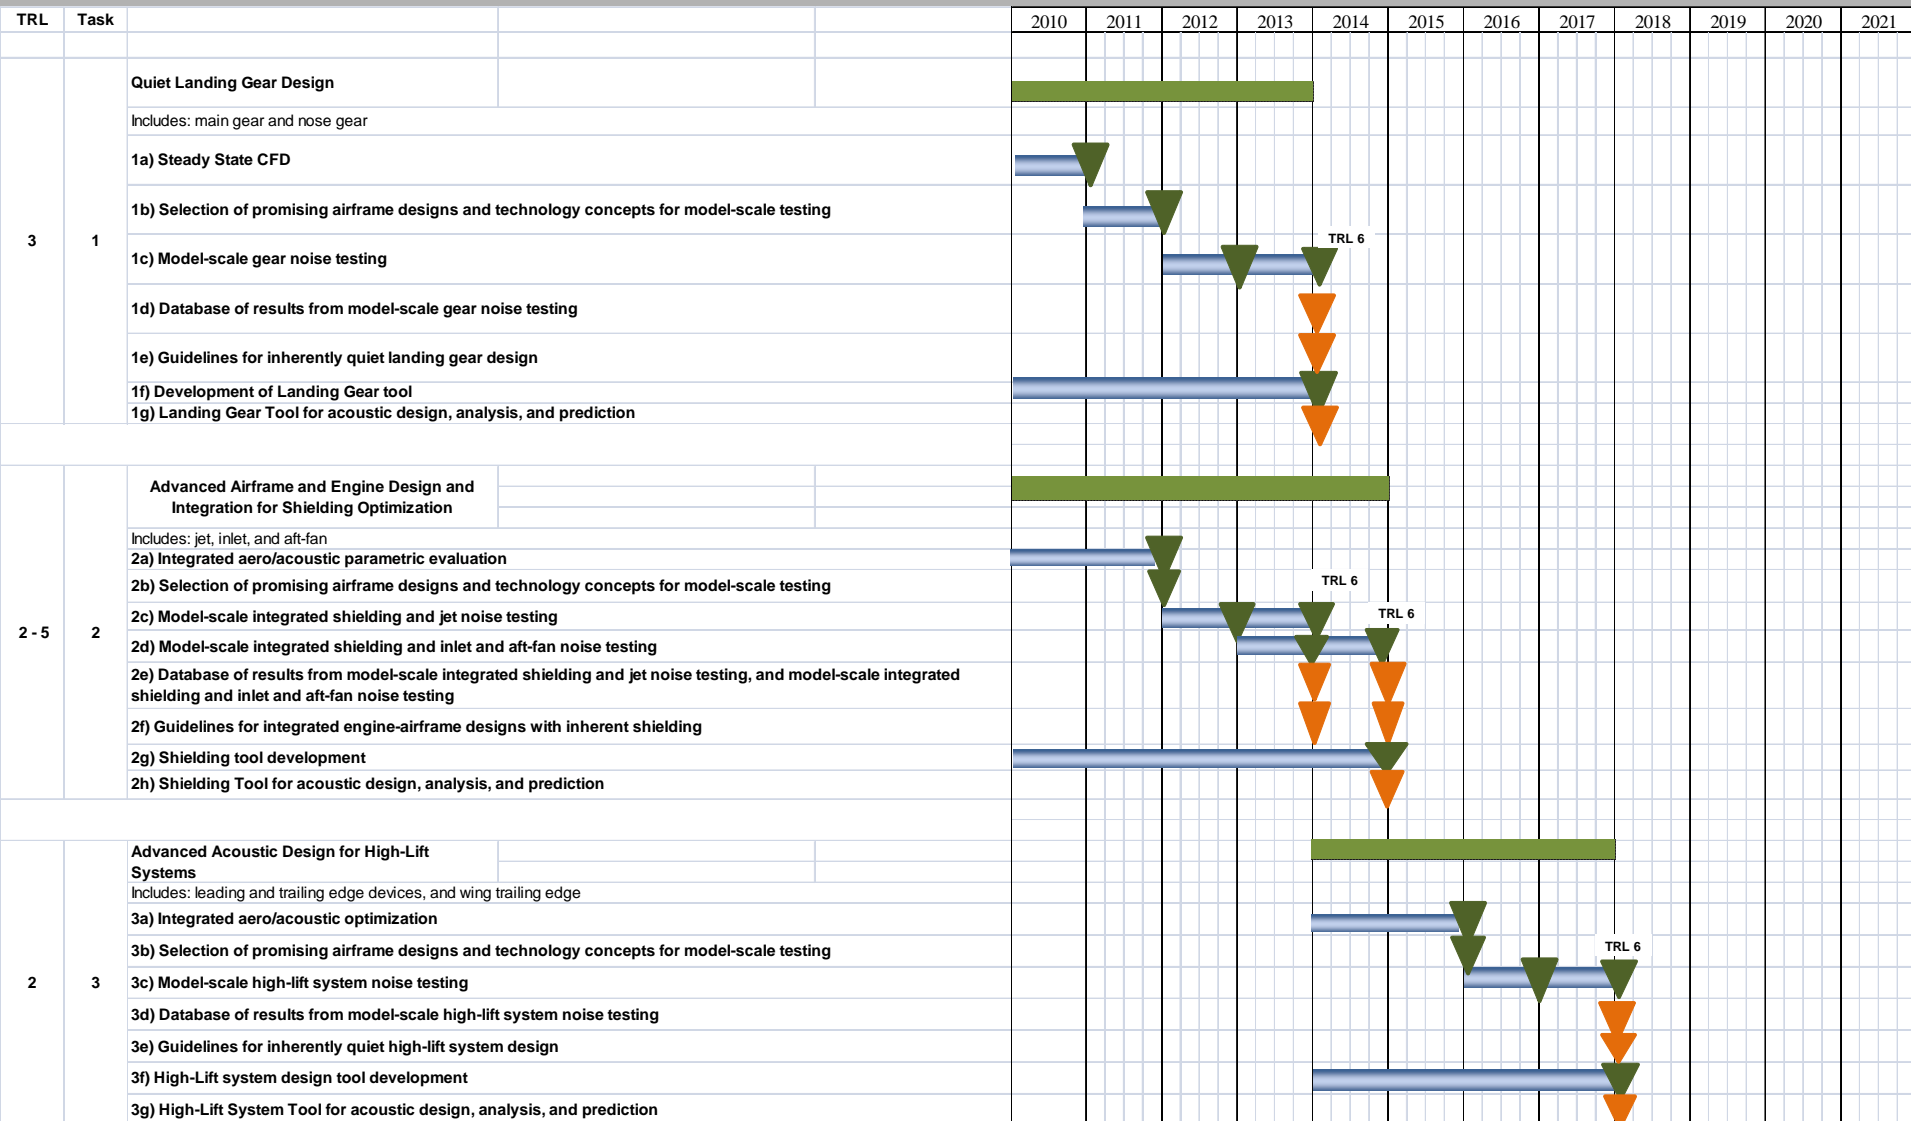 TRL Task 2010 2011 2012 2013 2014 2015 2016 2017 2018 2019 2020 2021
Quiet Landing Gear Design
Includes: main gear and nose gear
1a) Steady State CFD
1b) Selection of promising airframe designs and technology concepts for model-scale testing
3 1
TRL 6
1c) Model-scale gear noise testing
1d) Database of results from model-scale gear noise testing
1e) Guidelines for inherently quiet landing gear design
1f) Development of Landing Gear tool
1g) Landing Gear Tool for acoustic design, analysis, and prediction
Advanced Airframe and Engine Design and
Integration for Shielding Optimization
Includes: jet, inlet, and aft-fan
2a) Integrated aero/acoustic parametric evaluation
2b) Selection of promising airframe designs and technology concepts for model-scale testing
TRL 6
2c) Model-scale integrated shielding and jet noise testing
TRL 6
2 - 5 2
2d) Model-scale integrated shielding and inlet and aft-fan noise testing
2e) Database of results from model-scale integrated shielding and jet noise testing, and model-scale integrated
shielding and inlet and aft-fan noise testing
2f) Guidelines for integrated engine-airframe designs with inherent shielding
2g) Shielding tool development
2h) Shielding Tool for acoustic design, analysis, and prediction
Advanced Acoustic Design for High-Lift
Systems
Includes: leading and trailing edge devices, and wing trailing edge
3a) Integrated aero/acoustic optimization
3b) Selection of promising airframe designs and technology concepts for model-scale testing
TRL 6
2 3
3c) Model-scale high-lift system noise testing
3d) Database of results from model-scale high-lift system noise testing
3e) Guidelines for inherently quiet high-lift system design
3f) High-Lift system design tool development
3g) High-Lift System Tool for acoustic design, analysis, and prediction